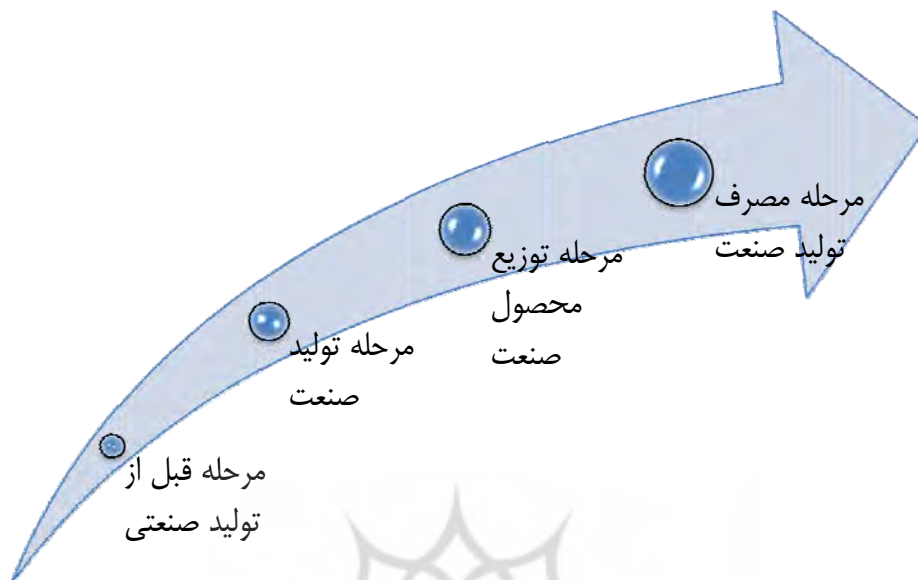 مرحله قبل از
تولید صنعتی
مرحله تولید
صنعت
مرحله توزیع
محصول
صنعت
مرحله مصرف
تولید صنعت